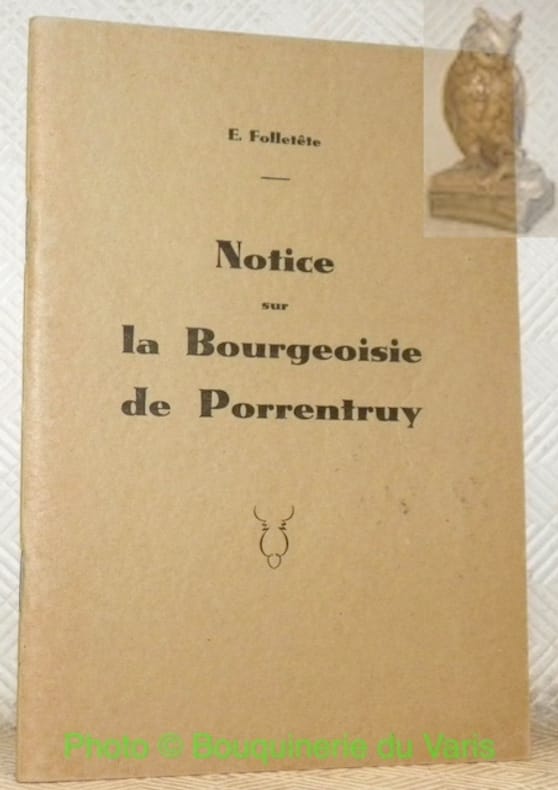 E. Folletête
Notice
sur
la Bourgeoisie
de Porrentruy
Photo © Bouquinerie du Varis